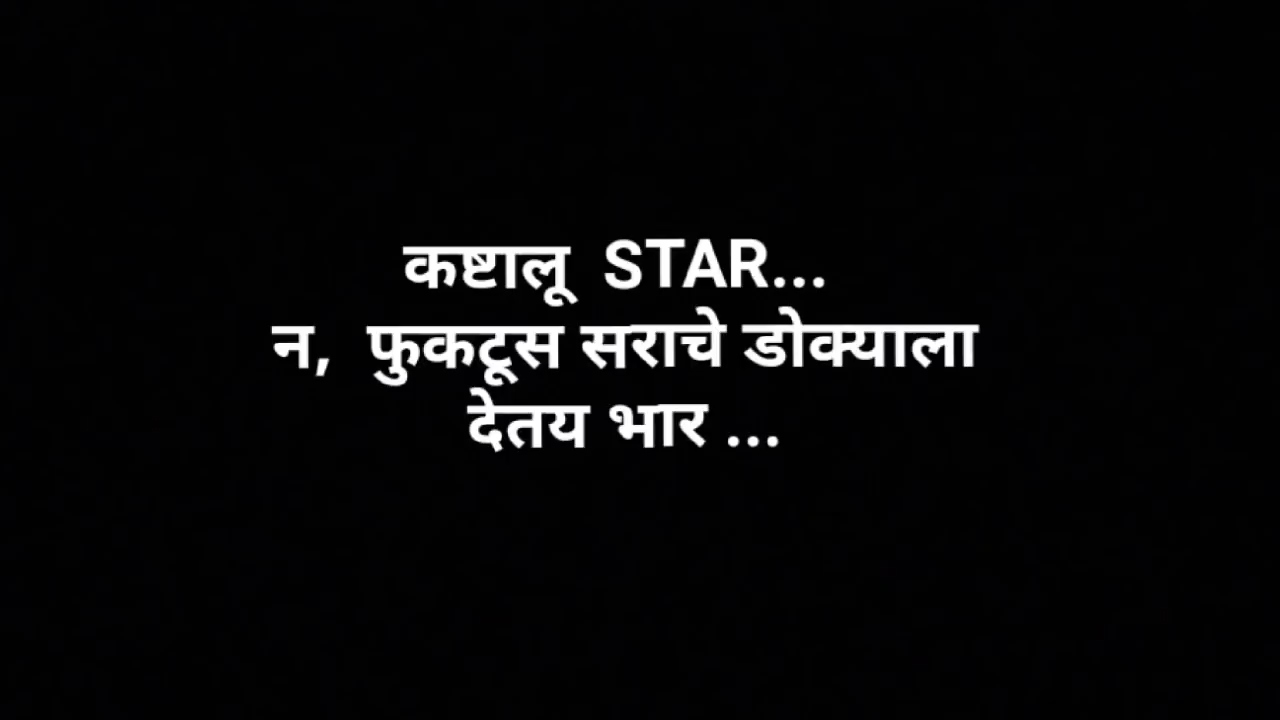 कष्टालू STAR...
न, फुकटूस सराचे डोक्याला
देतय भार ...